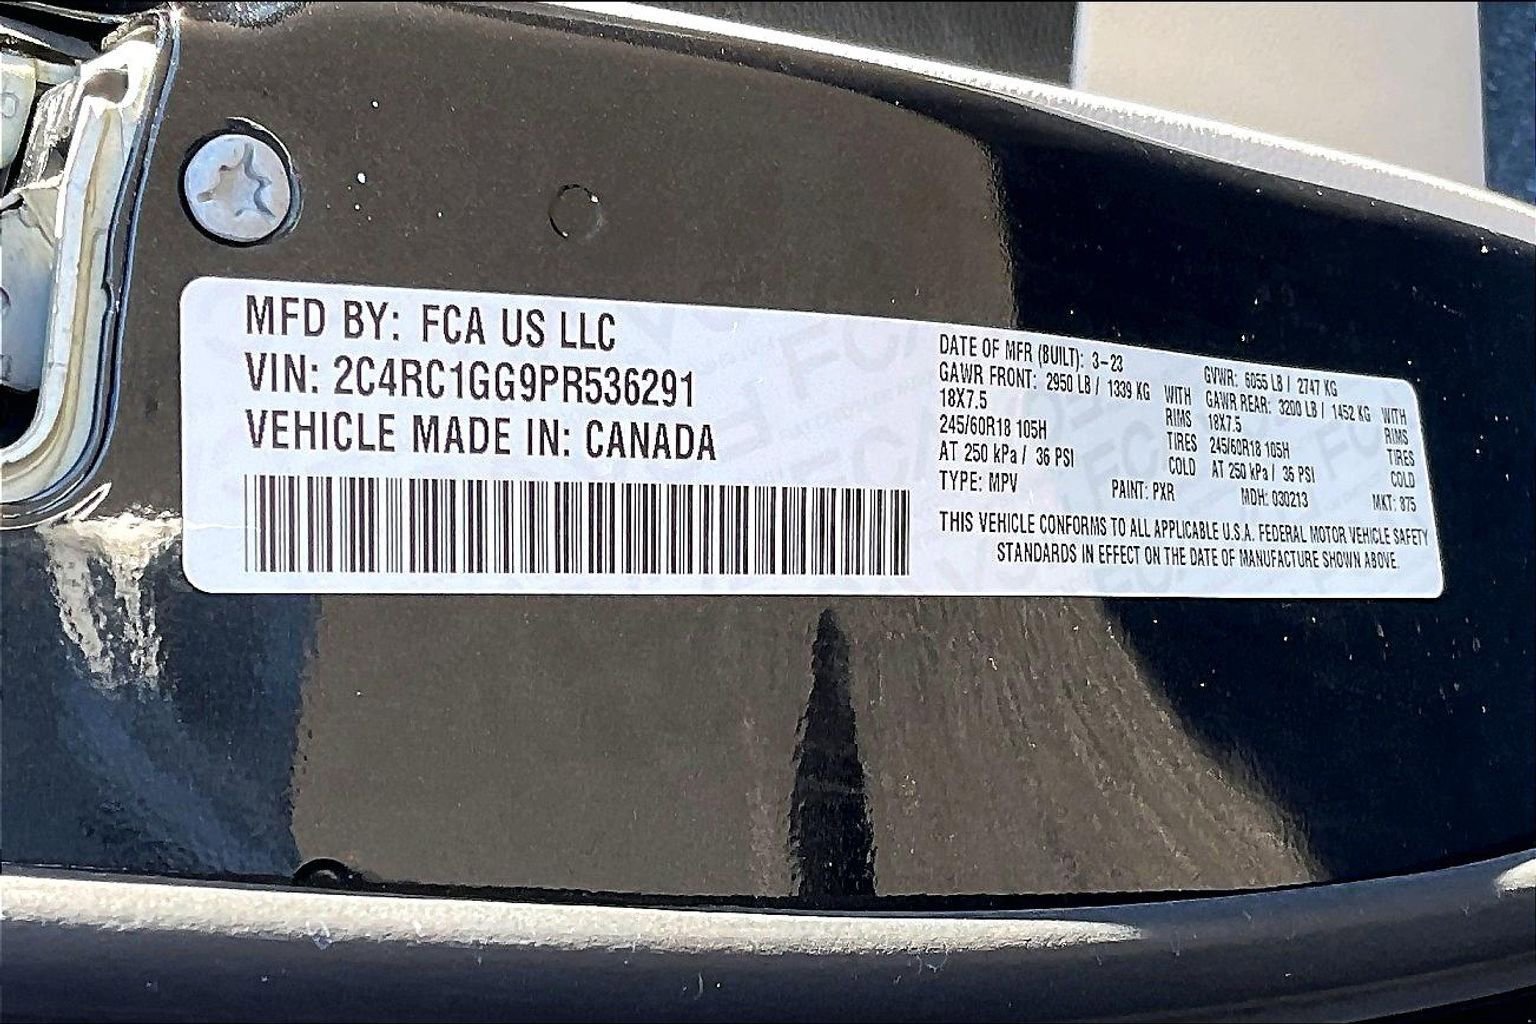 MFD BY: FCA US LLC
VIN: 2C4RC1GG9PR536291
VEHICLE MADE IN: CANADA
DATE OF MFR (BUILT): 3-23 GVWR: 6055 LB / 2747 KG
GAWR FRONT: 2950 LB / 1339 KG WITH GAWR REAR: 3200 LB / 1452 KG WITH
18X7.5 RIMS 18X7.5 RIMS
245/60R18 105H TIRES 245/60R18 105H TIRES
AT 250 kPa / 36 PSI COLD AT 250 kPa / 36 PSI COLD
TYPE: MPV PAINT: PXR MDH: 030213 MKT: 875
THIS VEHICLE CONFORMS TO ALL APPLICABLE U.S.A. FEDERAL MOTOR VEHICLE SAFETY
STANDARDS IN EFFECT ON THE DATE OF MANUFACTURE SHOWN ABOVE.